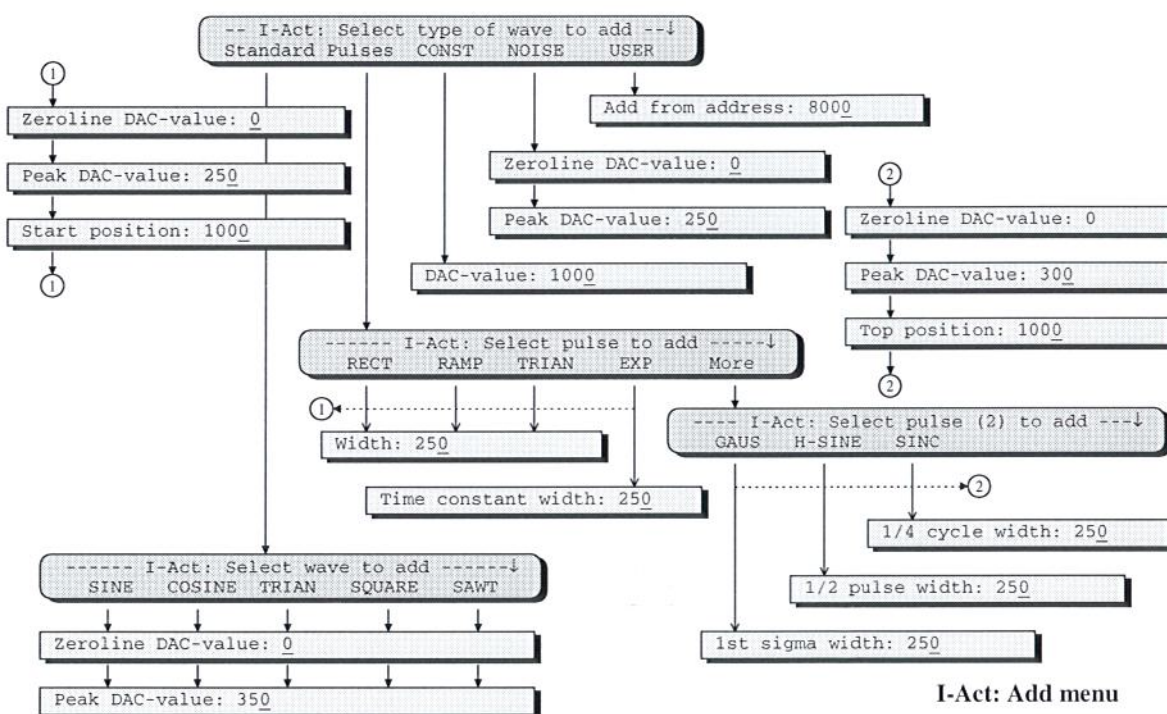 -- I-Act: Select type of wave to add --↓
Standard Pulses CONST NOISE USER
1
Zeroline DAC-value: 0
Peak DAC-value: 250
Start position: 1000
1
Add from address: 8000
Zeroline DAC-value: 0
Peak DAC-value: 250
DAC-value: 1000
2
Zeroline DAC-value: 0
Peak DAC-value: 300
Top position: 1000
2
------ I-Act: Select pulse to add -----↓
RECT RAMP TRIAN EXP More
1
Width: 250
Time constant width: 250
---- I-Act: Select pulse (2) to add ---↓
GAUS H-SINE SINC
2
1/4 cycle width: 250
1/2 pulse width: 250
1st sigma width: 250
------ I-Act: Select wave to add ------↓
SINE COSINE TRIAN SQUARE SAWT
Zeroline DAC-value: 0
Peak DAC-value: 350
I-Act: Add menu